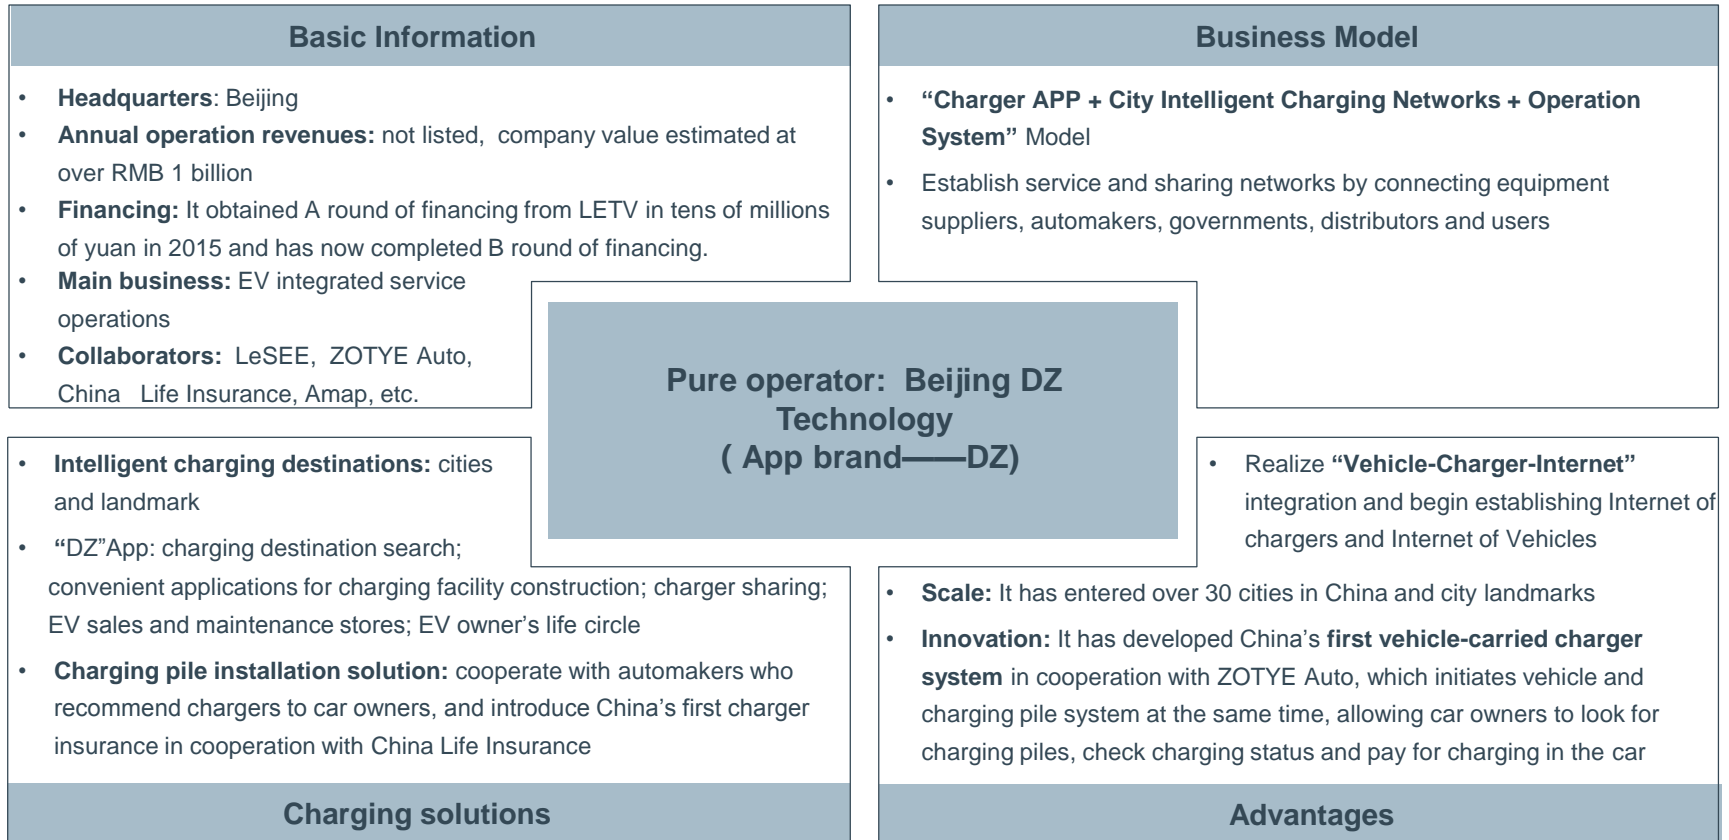 Basic Information
• Headquarters: Beijing
• Annual operation revenues: not listed, company value estimated at
over RMB 1 billion
• Financing: It obtained A round of financing from LETV in tens of millions
of yuan in 2015 and has now completed B round of financing.
• Main business: EV integrated service
operations
• Collaborators: LeSEE, ZOTYE Auto,
China Life Insurance, Amap, etc.
Business Model
• “Charger APP + City Intelligent Charging Networks + Operation
System” Model
• Establish service and sharing networks by connecting equipment
suppliers, automakers, governments, distributors and users
Pure operator: Beijing DZ
Technology
( App brand——DZ)
• Intelligent charging destinations: cities
and landmark
• “DZ”App: charging destination search;
convenient applications for charging facility construction; charger sharing;
EV sales and maintenance stores; EV owner’s life circle
• Charging pile installation solution: cooperate with automakers who
recommend chargers to car owners, and introduce China’s first charger
insurance in cooperation with China Life Insurance
Charging solutions
• Realize “Vehicle-Charger-Internet”
integration and begin establishing Internet of
chargers and Internet of Vehicles
• Scale: It has entered over 30 cities in China and city landmarks
• Innovation: It has developed China’s first vehicle-carried charger
system in cooperation with ZOTYE Auto, which initiates vehicle and
charging pile system at the same time, allowing car owners to look for
charging piles, check charging status and pay for charging in the car
Advantages